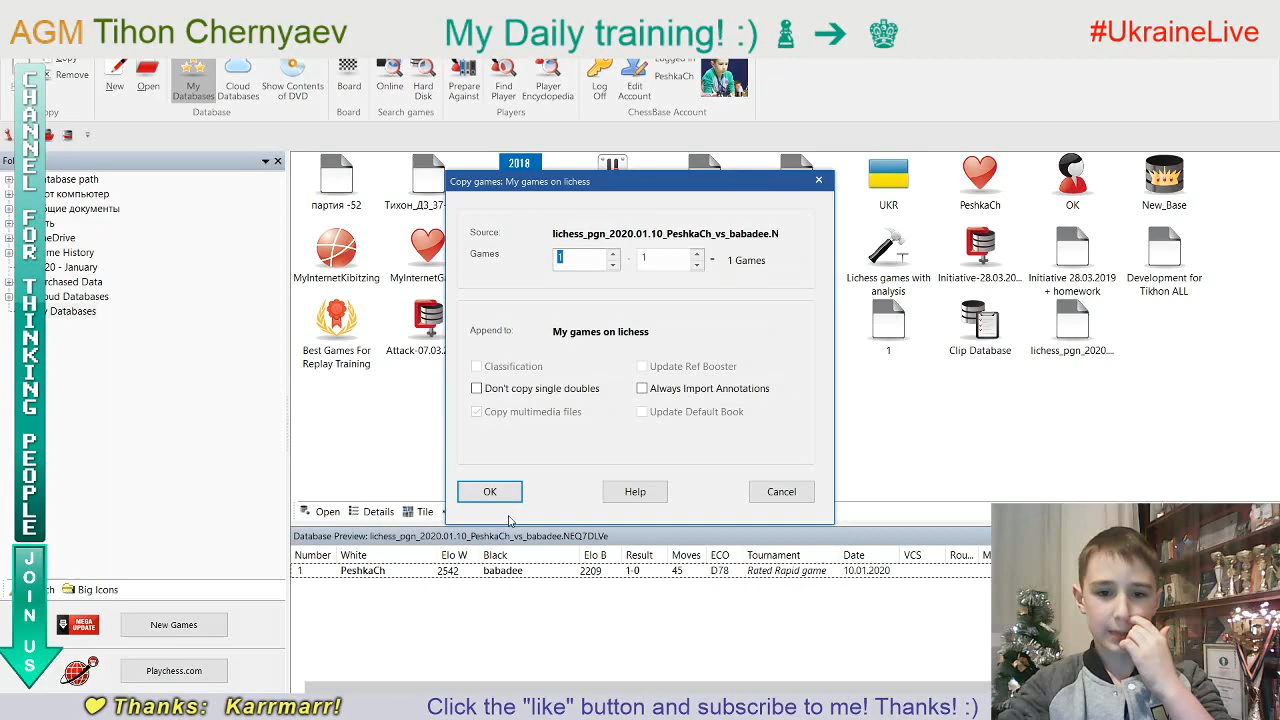 AGM Tihon Chernyaev
My Daily training! :)
#UkraineLive
CHANNEL FOR THINKING PEOPLE
JOIN US
Remove
New
Open
My Databases
Cloud Databases
Show Contents of DVD
Board
Online
Hard Disk
Prepare Against
Find Player
Player Encyclopedia
Log Off
Edit Account
PeshkaCh
Database
Board
Search games
Players
ChessBase Account
atabase path
2018
партия -52
Тихон_ДЗ_37-
UKR
PeshkaCh
OK
New_Base
MyInternetKibitzing
MyInternetG
Lichess games with analysis
Initiative-28.03.20...
Initiative 28.03.2019 + homework
Development for Tikhon ALL
Best Games For Replay Training
Attack-07.03.
1
Clip Database
lichess_pgn_2020....
от компьютер
ющие документы
neDrive
me History
20 - January
rchased Data
oud Databases
y Databases
Copy games: My games on lichess
Source:
lichess_pgn_2020.01.10_PeshkaCh_vs_babadee.N
Games
1 - 1 = 1 Games
Append to:
My games on lichess
Classification
Update Ref Booster
Don't copy single doubles
Always Import Annotations
Copy multimedia files
Update Default Book
OK
Help
Cancel
Open
Details
Tile
Database Preview: lichess_pgn_2020.01.10_PeshkaCh_vs_babadee.NEQ7DLVe
Number White Elo W Black Elo B Result Moves ECO Tournament Date VCS Rou... M
1 PeshkaCh 2542 babadee 2209 1-0 45 D78 Rated Rapid game 10.01.2020
Big Icons
MEGA UPDATE
New Games
Playchess.com
Thanks: Karrmarr!
Click the "like" button and subscribe to me! Thanks! :)